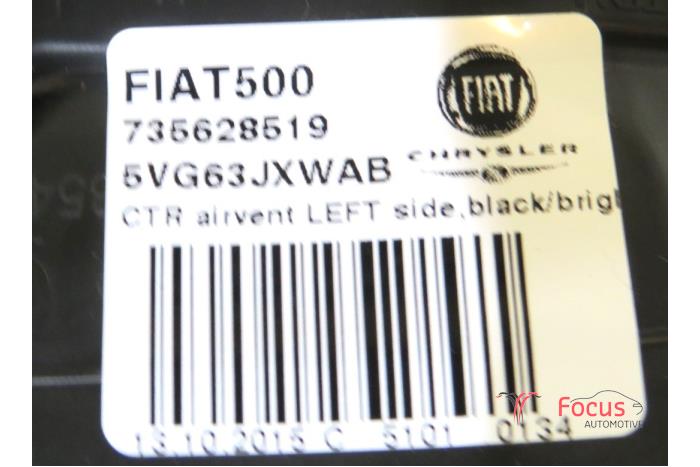 FIAT500
FIAT
735628519
CHRYSLER
5VG63JXWAB
CTR airvent LEFT side,black/brig
13.10.2015 C 5101 0134
Focus
AUTOMOTIVE